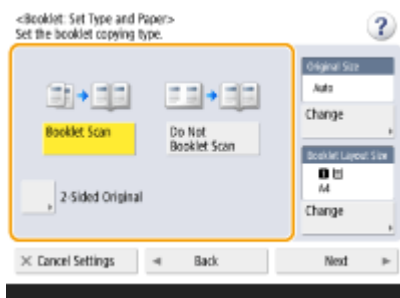 <Booklet: Set Type and Paper>
Set the booklet copying type.
?
Original Size
Auto
Change
Booklet Scan
Do Not
Booklet Scan
Booklet Layout Size
1
A4
2-Sided Original
Change
× Cancel Settings
Back
Next